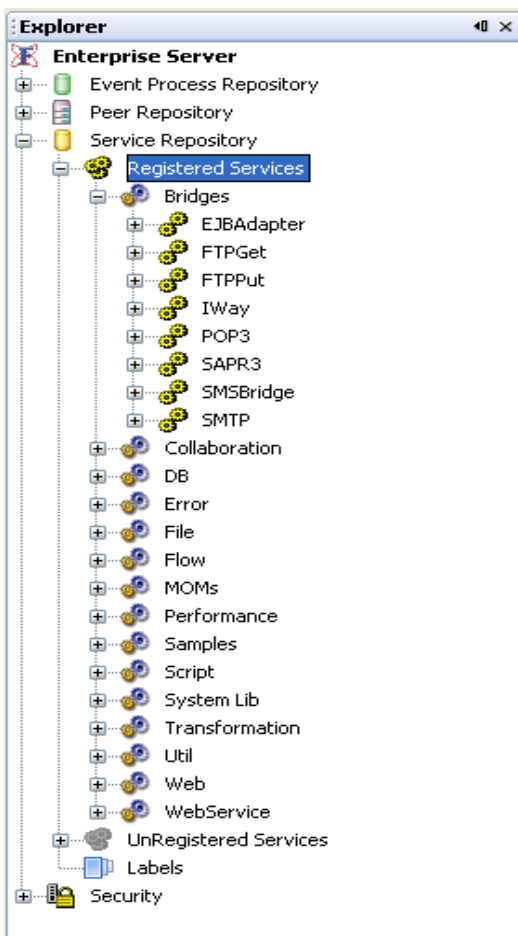 Explorer
Enterprise Server
Event Process Repository
Peer Repository
Service Repository
Registered Services
Bridges
EJBAdapter
FTPGet
FTPPut
IWay
POP3
SAPR3
SMSBridge
SMTP
Collaboration
DB
Error
File
Flow
MOMs
Performance
Samples
Script
System Lib
Transformation
Util
Web
WebService
UnRegistered Services
Labels
Security